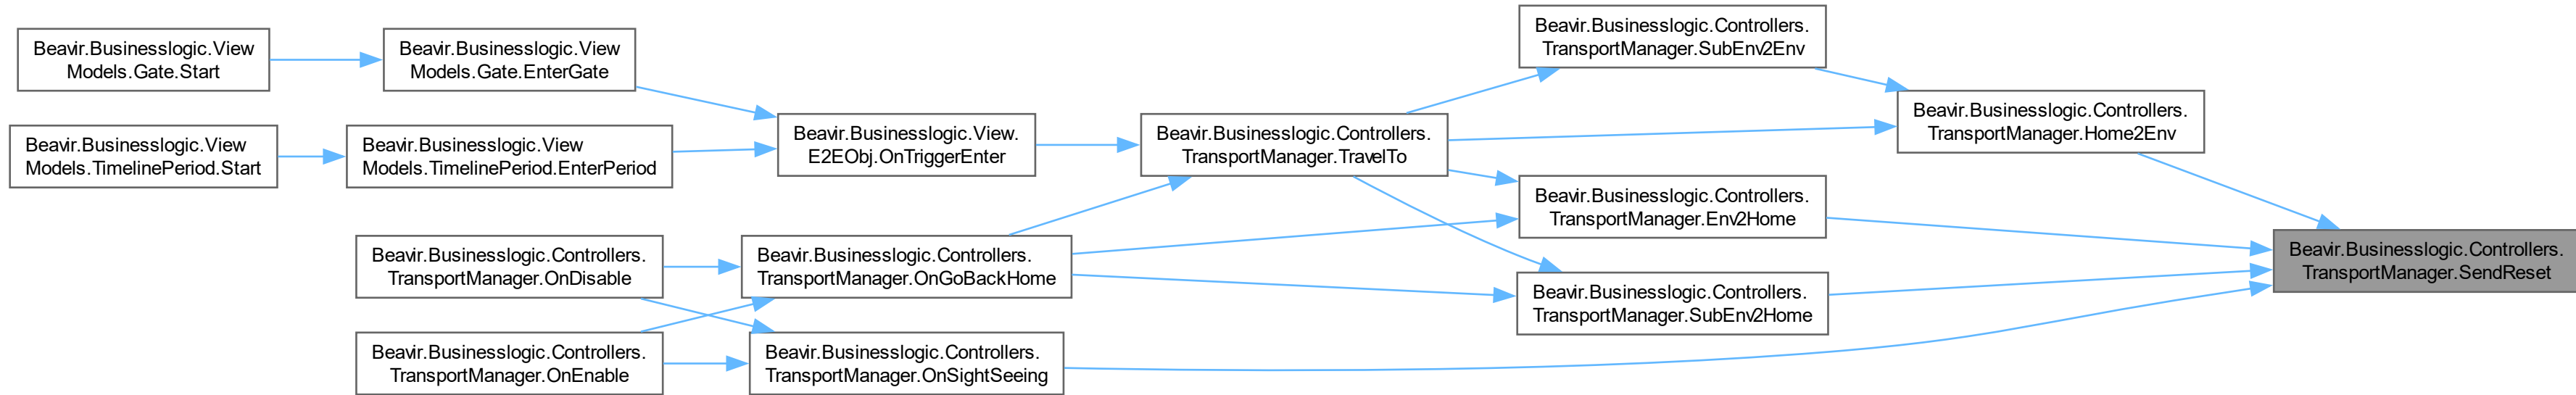 Beavir.Businesslogic.View
Models.Gate.Start
Beavir.Businesslogic.View
Models.Gate.EnterGate
Beavir.Businesslogic.View
Models.TimelinePeriod.Start
Beavir.Businesslogic.View
Models.TimelinePeriod.EnterPeriod
Beavir.Businesslogic.View.
E2EObj.OnTriggerEnter
Beavir.Businesslogic.Controllers.
TransportManager.TravelTo
Beavir.Businesslogic.Controllers.
TransportManager.SubEnv2Env
Beavir.Businesslogic.Controllers.
TransportManager.Home2Env
Beavir.Businesslogic.Controllers.
TransportManager.Env2Home
Beavir.Businesslogic.Controllers.
TransportManager.OnDisable
Beavir.Businesslogic.Controllers.
TransportManager.OnGoBackHome
Beavir.Businesslogic.Controllers.
TransportManager.SubEnv2Home
Beavir.Businesslogic.Controllers.
TransportManager.SendReset
Beavir.Businesslogic.Controllers.
TransportManager.OnEnable
Beavir.Businesslogic.Controllers.
TransportManager.OnSightSeeing